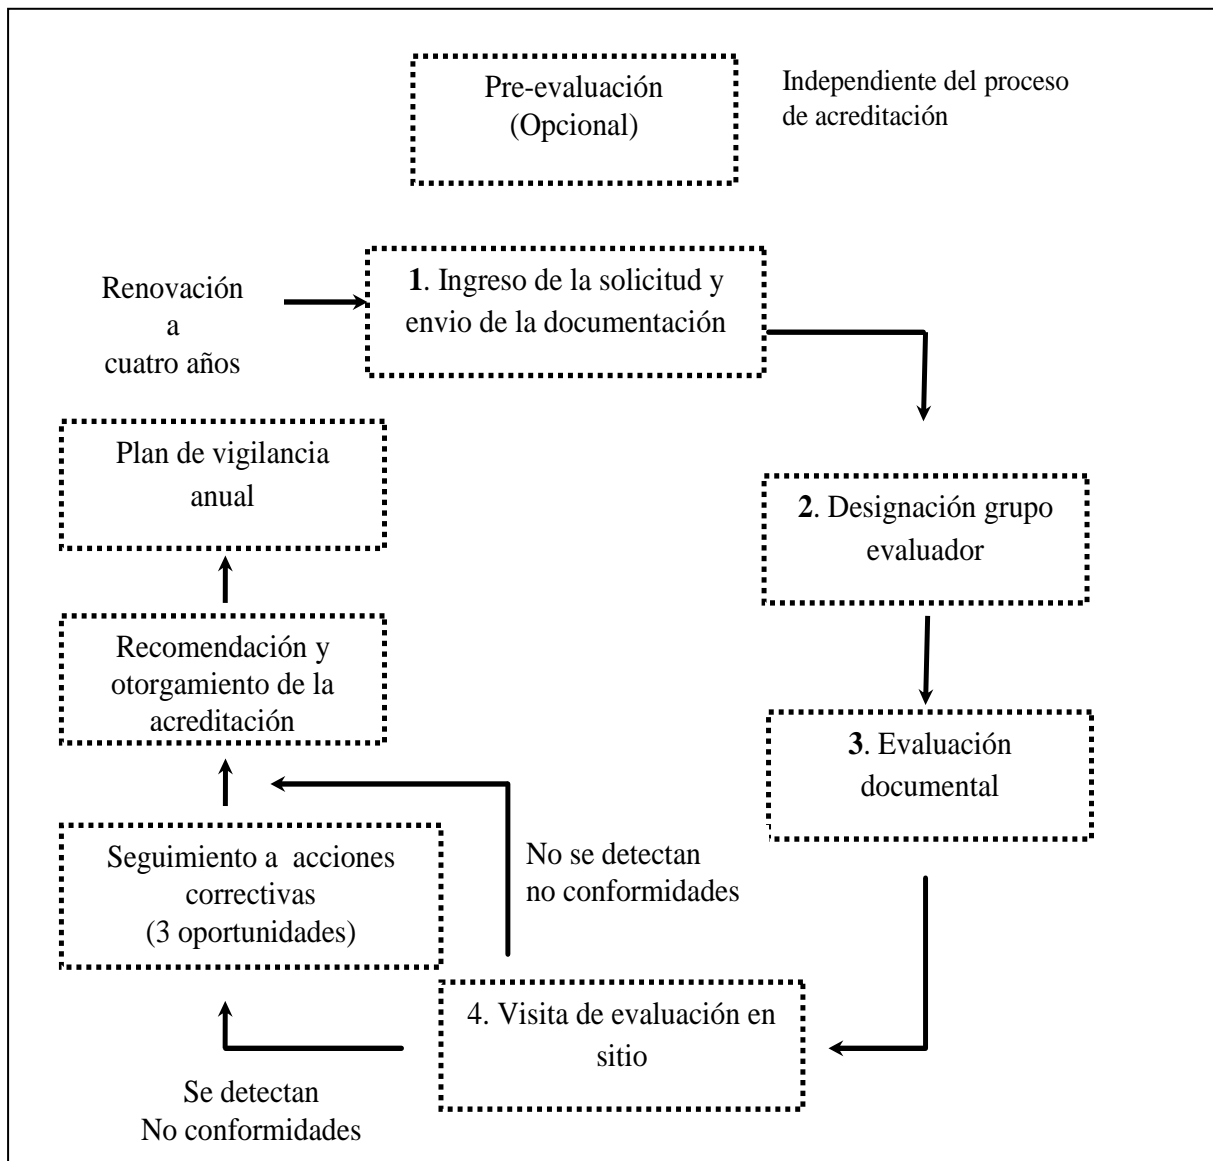 Pre-evaluación
(Opcional)
Independiente del proceso
de acreditación
1. Ingreso de la solicitud y
envio de la documentación
Renovación
a
cuatro años
2. Designación grupo
evaluador
3. Evaluación
documental
4. Visita de evaluación en
sitio
No se detectan
no conformidades
Se detectan
No conformidades
Seguimiento a acciones
correctivas
(3 oportunidades)
Recomendación y
otorgamiento de la
acreditación
Plan de vigilancia
anual